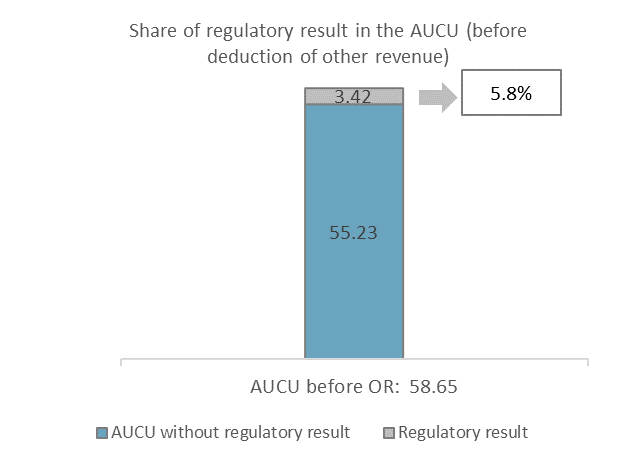 Share of regulatory result in the AUCU (before
deduction of other revenue)
3.42
5.8%
55.23
AUCU before OR: 58.65
AUCU without regulatory result
Regulatory result